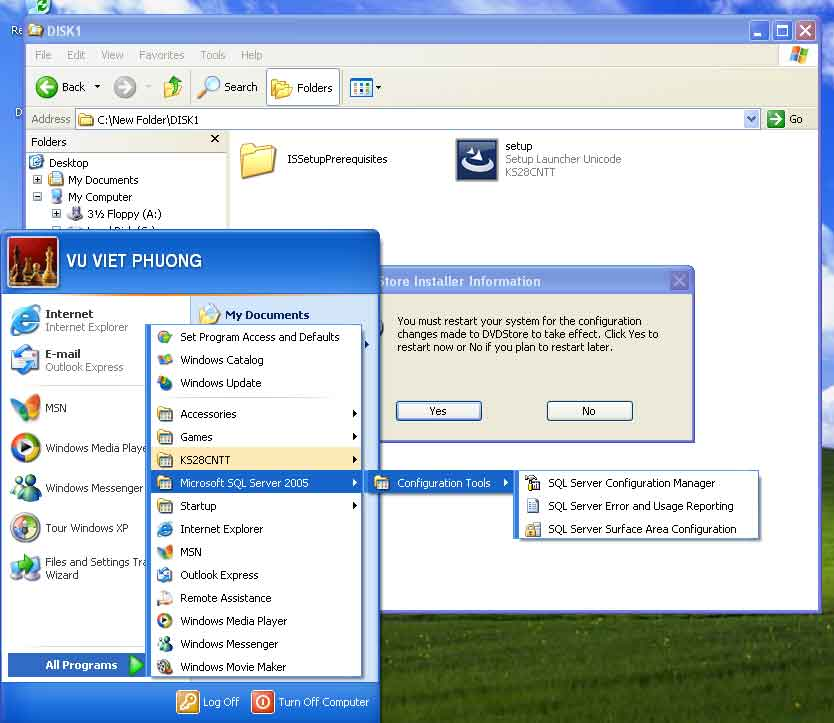 Re
DISK1
File Edit View Favorites Tools Help
Back Search Folders
Address C:\New Folder\DISK1 Go
D
Folders
Desktop
My Documents
My Computer
3½ Floppy (A:)
ISSetupPrerequisites
setup
Setup Launcher Unicode
K528CNTT
VU VIET PHUONG
Store Installer Information
You must restart your system for the configuration
changes made to DVDStore to take effect. Click Yes to
restart now or No if you plan to restart later.
Yes No
Internet
Internet Explorer
E-mail
Outlook Express
MSN
Windows Media Playe
Windows Messenger
Tour Windows XP
Files and Settings Tra
Wizard
All Programs
My Documents
Set Program Access and Defaults
Windows Catalog
Windows Update
Accessories
Games
K528CNTT
Microsoft SQL Server 2005
Startup
Internet Explorer
MSN
Outlook Express
Remote Assistance
Windows Media Player
Windows Messenger
Windows Movie Maker
Configuration Tools
SQL Server Configuration Manager
SQL Server Error and Usage Reporting
SQL Server Surface Area Configuration
Log Off Turn Off Computer